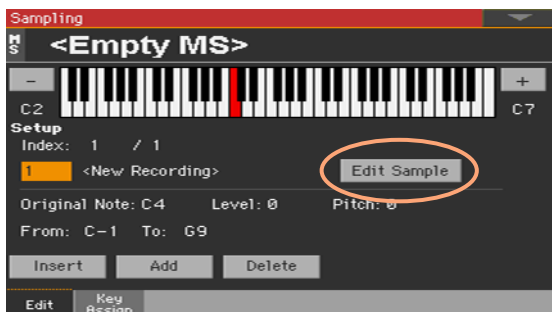 Sampling
MS <Empty MS>
- +
C2 C7
Setup
Index: 1 / 1
1 <New Recording> Edit Sample
Original Note: C4 Level: 0 Pitch: 0
From: C-1 To: G9
Insert Add Delete
Edit Key Assign